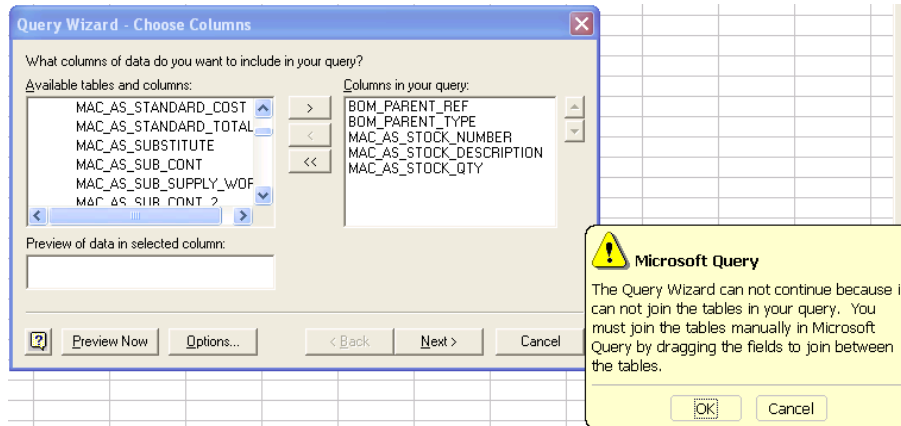 Query Wizard - Choose Columns
What columns of data do you want to include in your query?
Available tables and columns:
MAC_AS_STANDARD_COST
MAC_AS_STANDARD_TOTAL
MAC_AS_SUBSTITUTE
MAC_AS_SUB_CONT
MAC_AS_SUB_SUPPLY_WOR
MAC_AS_SUB_CONT_2
>
<
<<
Columns in your query:
BOM_PARENT_REF
BOM_PARENT_TYPE
MAC_AS_STOCK_NUMBER
MAC_AS_STOCK_DESCRIPTION
MAC_AS_STOCK_QTY
Preview of data in selected column:
Preview Now
Options...
< Back
Next >
Cancel
Microsoft Query
The Query Wizard can not continue because i
can not join the tables in your query. You
must join the tables manually in Microsoft
Query by dragging the fields to join between
the tables.
OK
Cancel